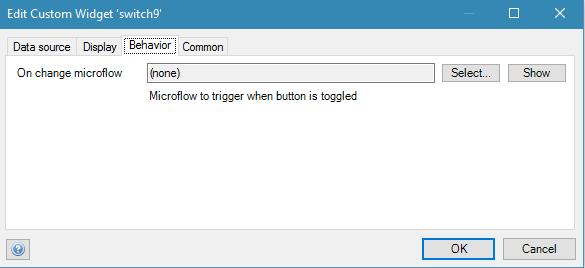 Edit Custom Widget 'switch9'
Data source Display Behavior Common
On change microflow (none) Select... Show
Microflow to trigger when button is toggled
? OK Cancel